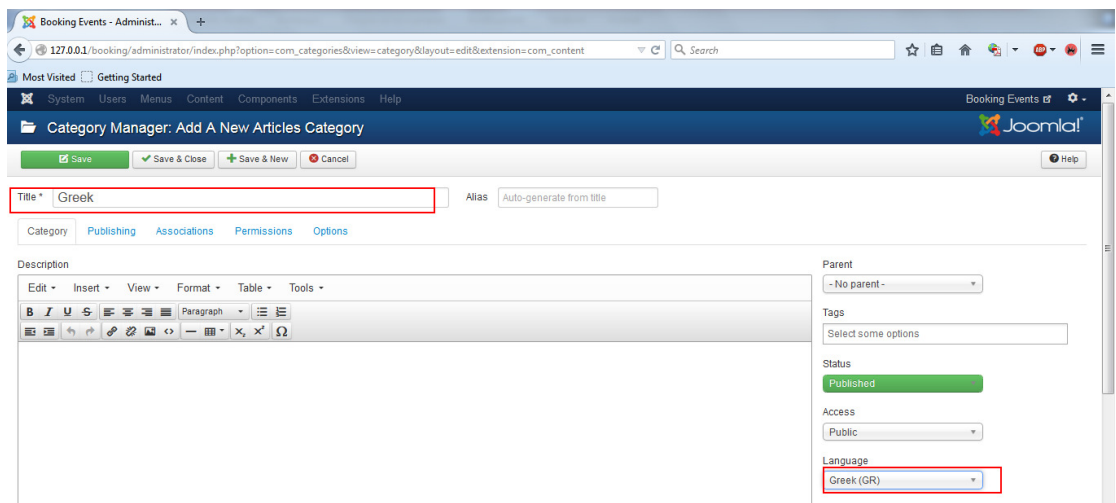 Booking Events - Administ... × +
127.0.0.1/booking/administrator/index.php?option=com_categories&view=category&layout=edit&extension=com_content Search
Most Visited Getting Started
System Users Menus Content Components Extensions Help Booking Events
Category Manager: Add A New Articles Category Joomla!
Save Save & Close Save & New Cancel Help
Title * Greek Alias Auto-generate from title
Category Publishing Associations Permissions Options
Description
Edit Insert View Format Table Tools
B I U S Paragraph
x₂ x² Ω
Parent
- No parent -
Tags
Select some options
Status
Published
Access
Public
Language
Greek (GR)